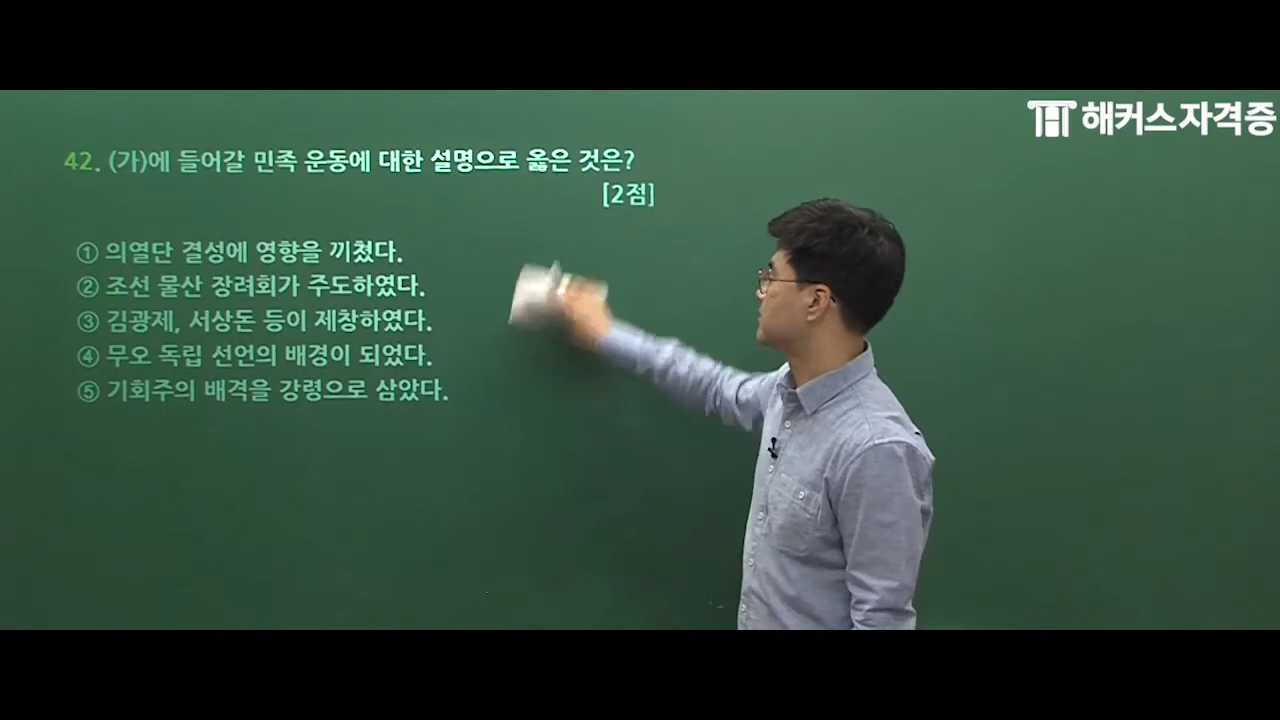 해커스자격증
42. (가)에 들어갈 민족 운동에 대한 설명으로 옳은 것은?
[2점]
① 의열단 결성에 영향을 끼쳤다.
② 조선 물산 장려회가 주도하였다.
③ 김광제, 서상돈 등이 제창하였다.
④ 무오 독립 선언의 배경이 되었다.
⑤ 기회주의 배격을 강령으로 삼았다.